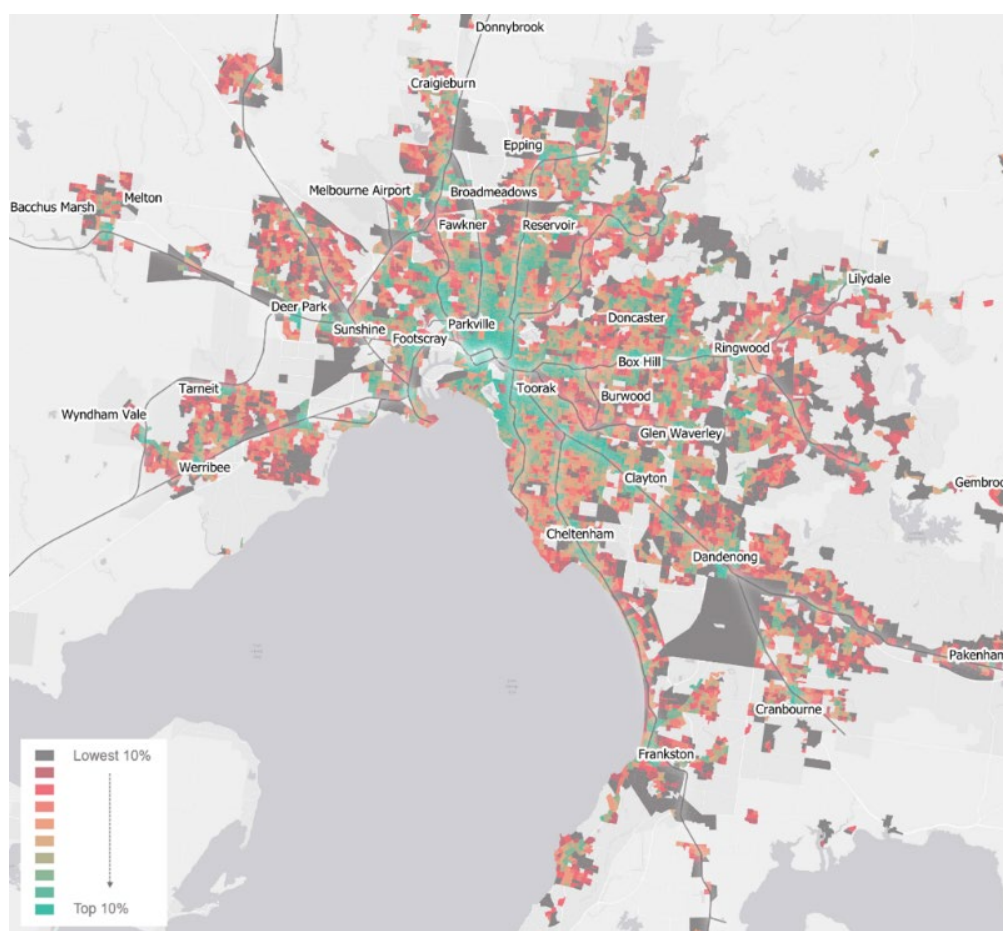 Donnybrook
Craigieburn
Epping
Melbourne Airport
Broadmeadows
Melton
Bacchus Marsh
Fawkner
Reservoir
Lilydale
Deer Park
Parkville
Doncaster
Sunshine
Footscray
Ringwood
Box Hill
Tarneit
Toorak
Burwood
Wyndham Vale
Glen Waverley
Werribee
Clayton
Gembroo
Cheltenham
Dandenong
Pakenham
Cranbourne
Frankston
Lowest 10%
Top 10%